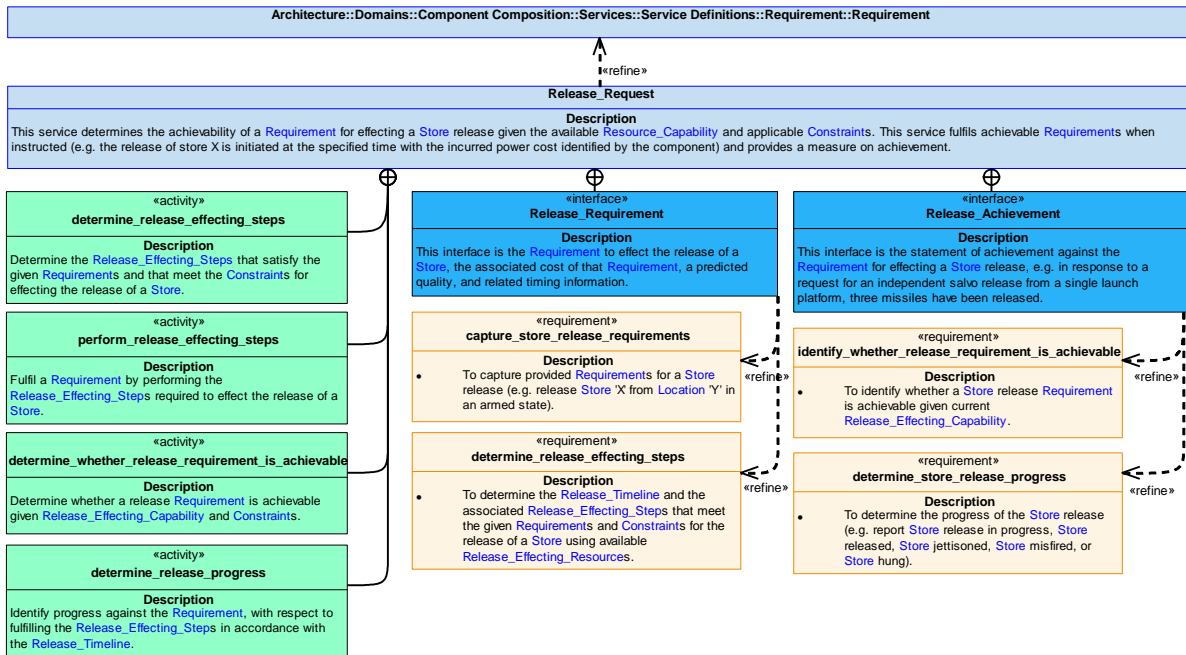 Architecture::Domains::Component Composition::Services::Service Definitions::Requirement::Requirement
«refine»
Release_Request
Description
This service determines the achievability of a Requirement for effecting a Store release given the available Resource_Capability and applicable Constraints. This service fulfils achievable Requirements when
instructed (e.g. the release of store X is initiated at the specified time with the incurred power cost identified by the component) and provides a measure on achievement.
«activity»
determine_release_effecting_steps
Description
Determine the Release_Effecting_Steps that satisfy the
given Requirements and that meet the Constraints for
effecting the release of a Store.
«activity»
perform_release_effecting_steps
Description
Fulfil a Requirement by performing the
Release_Effecting_Steps required to effect the release of a
Store.
«activity»
determine_whether_release_requirement_is_achievable
Description
Determine whether a release Requirement is achievable
given Release_Effecting_Capability and Constraints.
«activity»
determine_release_progress
Description
Identify progress against the Requirement, with respect to
fulfilling the Release_Effecting_Steps in accordance with
the Release_Timeline.
«interface»
Release_Requirement
Description
This interface is the Requirement to effect the release of a
Store, the associated cost of that Requirement, a predicted
quality, and related timing information.
«requirement»
capture_store_release_requirements
Description
• To capture provided Requirements for a Store
release (e.g. release Store 'X' from Location 'Y' in
an armed state).
«refine»
«requirement»
determine_release_effecting_steps
Description
• To determine the Release_Timeline and the
associated Release_Effecting_Steps that meet
the given Requirements and Constraints for the
release of a Store using available
Release_Effecting_Resources.
«refine»
«interface»
Release_Achievement
Description
This interface is the statement of achievement against the
Requirement for effecting a Store release, e.g. in response to a
request for an independent salvo release from a single launch
platform, three missiles have been released.
«requirement»
identify_whether_release_requirement_is_achievable
Description
• To identify whether a Store release Requirement
is achievable given current
Release_Effecting_Capability.
«refine»
«requirement»
determine_store_release_progress
Description
• To determine the progress of the Store release
(e.g. report Store release in progress, Store
released, Store jettisoned, Store misfired, or
Store hung).
«refine»